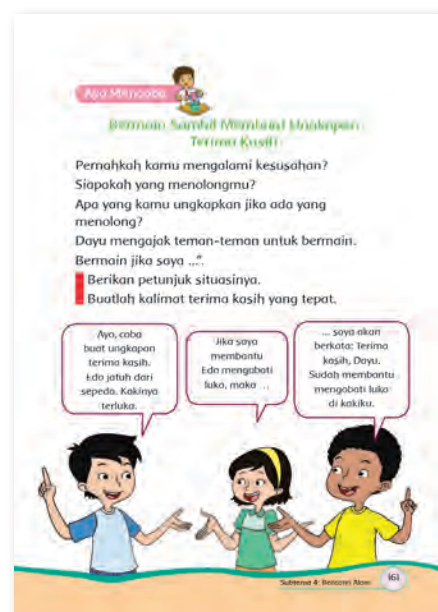 Ayo Mencoba
Bermain Sambil Membuat Ungkapan
Terima Kasih
Pernahkah kamu mengalami kesusahan?
Siapakah yang menolongmu?
Apa yang kamu ungkapkan jika ada yang
menolong?
Dayu mengajak teman-teman untuk bermain.
Bermain jika saya ...".
Berikan petunjuk situasinya.
Buatlah kalimat terima kasih yang tepat.
Ayo, coba
buat ungkapan
terima kasih.
Edo jatuh dari
sepeda. Kakinya
terluka.
Jika saya
membantu
Edo mengobati
luka, maka ...
... saya akan
berkata: Terima
kasih, Dayu.
Sudah membantu
mengobati luka
di kakiku.
Subtema 4: Benteng Alam
161